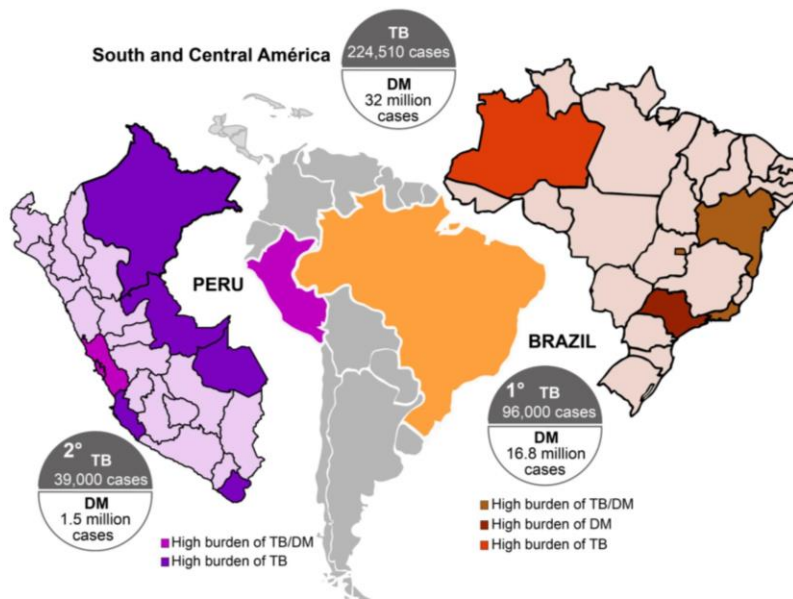 South and Central América
TB
224,510 cases
DM
32 million
cases
PERU
BRAZIL
1° TB
96,000 cases
DM
16.8 million
cases
2° TB
39,000 cases
DM
1.5 million
cases
High burden of TB/DM
High burden of TB
High burden of TB/DM
High burden of DM
High burden of TB